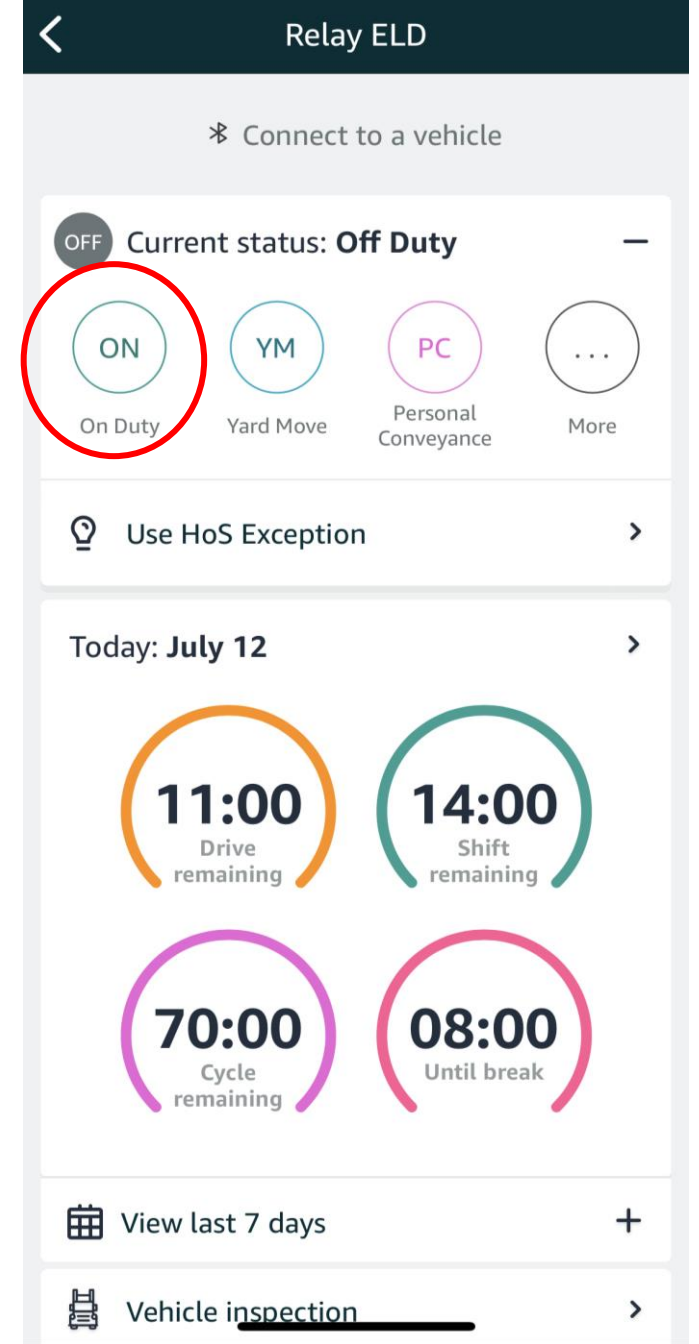 Relay ELD
Connect to a vehicle
OFF Current status: Off Duty
ON YM PC ...
On Duty Yard Move Personal Conveyance More
Use HoS Exception
Today: July 12
11:00 14:00
Drive remaining Shift remaining
70:00 08:00
Cycle remaining Until break
View last 7 days
Vehicle inspection